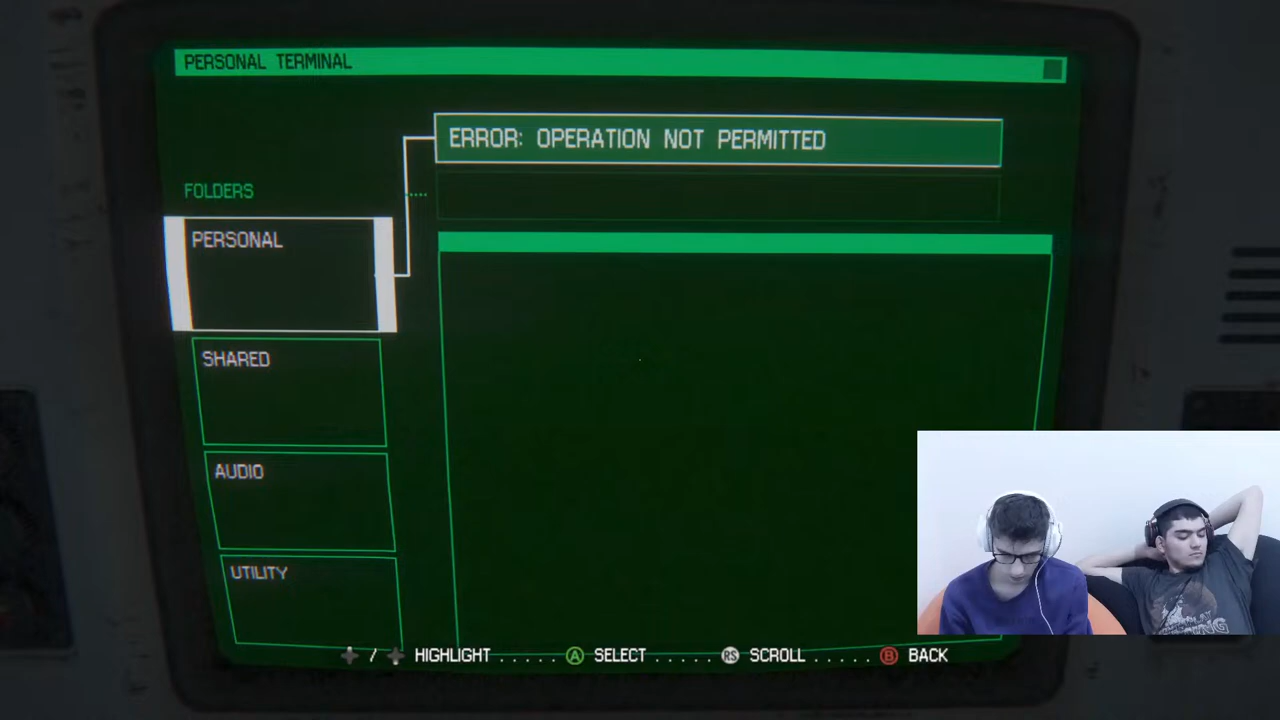 PERSONAL TERMINAL
ERROR: OPERATION NOT PERMITTED
FOLDERS
PERSONAL
SHARED
AUDIO
UTILITY
/ HIGHLIGHT ..... A SELECT ..... RS SCROLL ..... B BACK